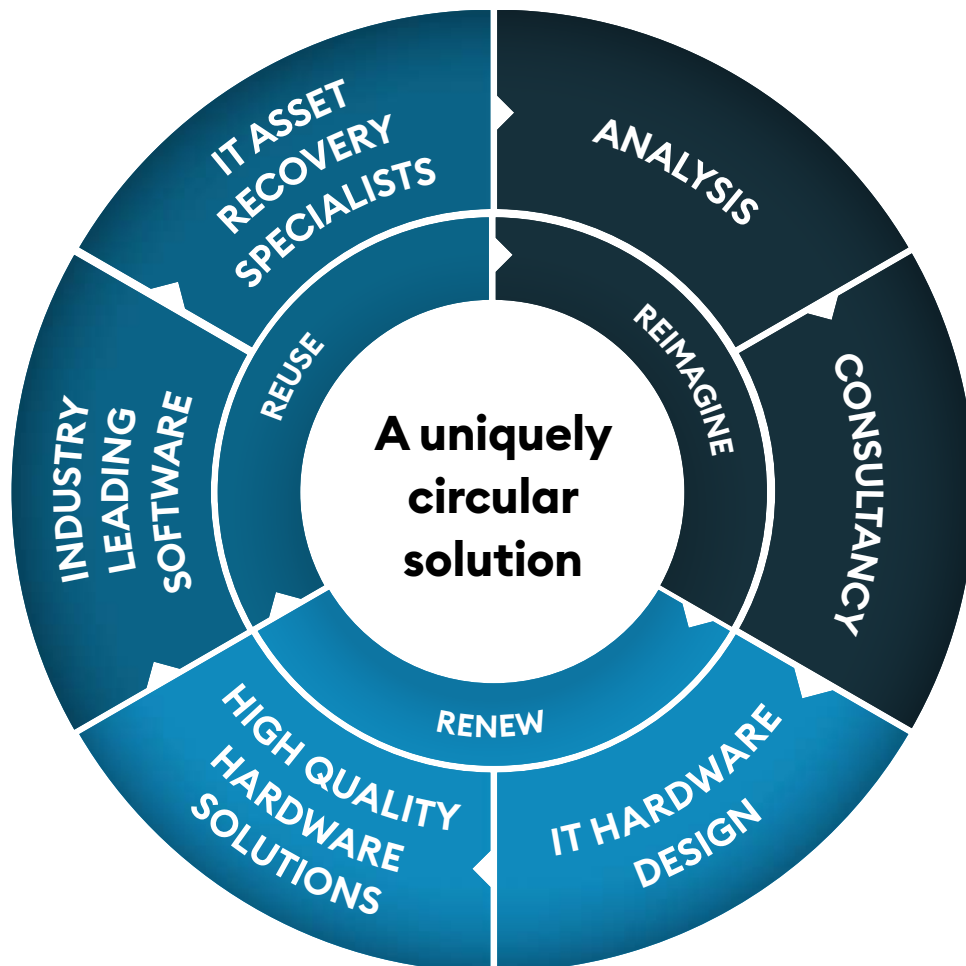 A uniquely
circular
solution
REIMAGINE
RENEW
REUSE
ANALYSIS
CONSULTANCY
IT HARDWARE
DESIGN
HIGH QUALITY
HARDWARE
SOLUTIONS
INDUSTRY
LEADING
SOFTWARE
IT ASSET
RECOVERY
SPECIALISTS